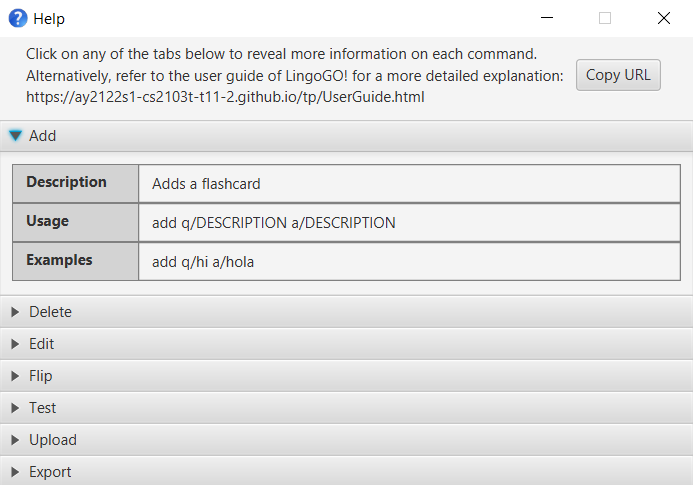 Help
Click on any of the tabs below to reveal more information on each command.
Alternatively, refer to the user guide of LingoGO! for a more detailed explanation:
https://ay2122s1-cs2103t-t11-2.github.io/tp/UserGuide.html
Copy URL
Add
Description Adds a flashcard
Usage add q/DESCRIPTION a/DESCRIPTION
Examples add q/hi a/hola
Delete
Edit
Flip
Test
Upload
Export